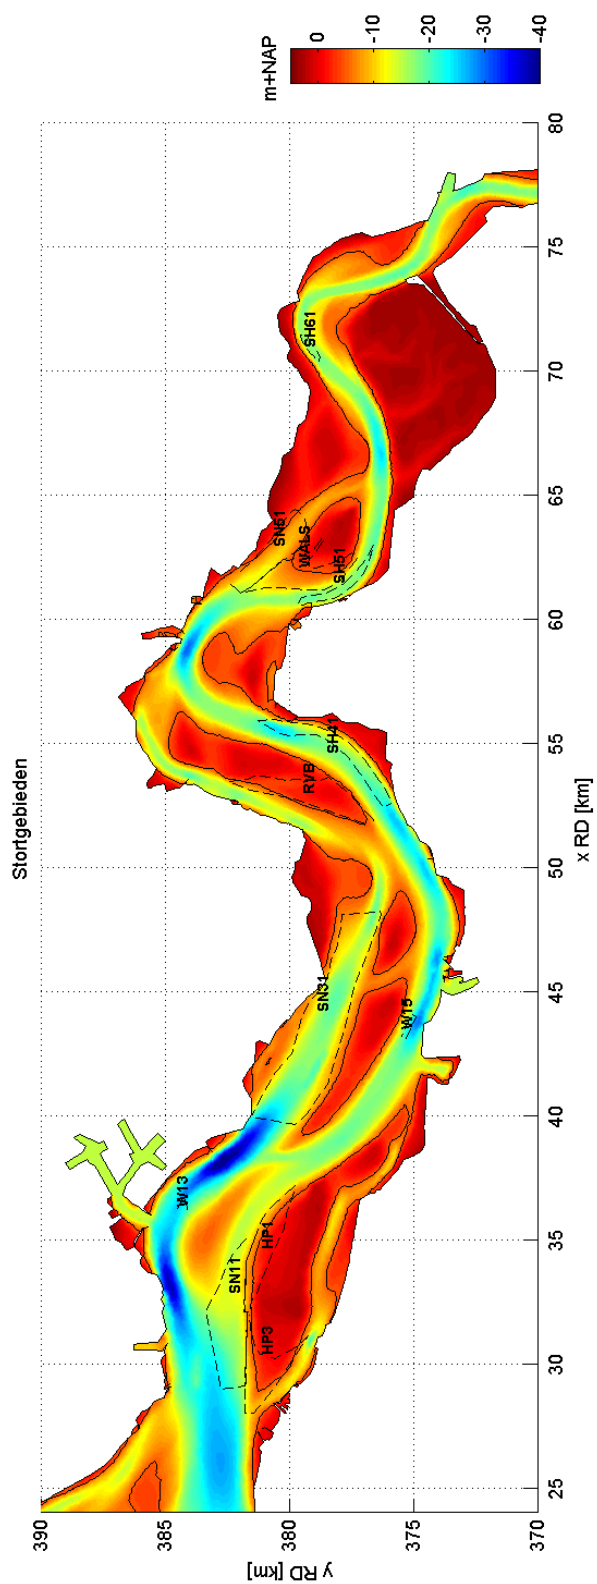 Stortgebieden
m+NAP
0
-10
-20
-30
-40
390
385
380
375
370
y RD [km]
25
30
35
40
45
50
55
60
65
70
75
80
x RD [km]
W13
SN11
HP1
HP3
SN31
W15
RVB
SH41
SN51
WALS
SH51
SH61